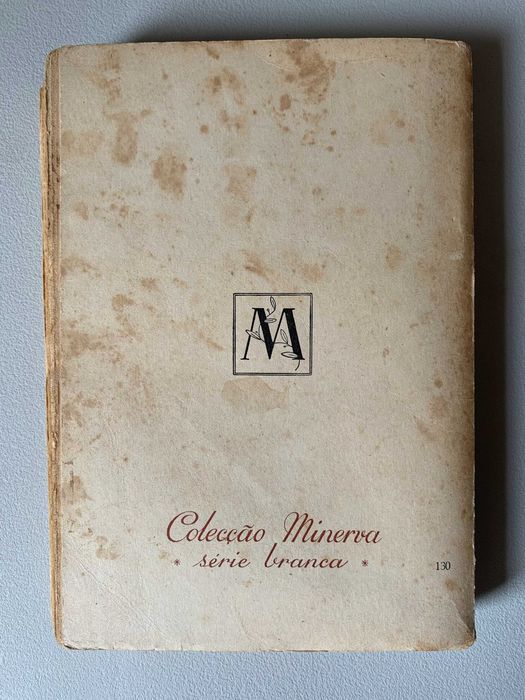 M
Colecção Minerva
* série branca *
130